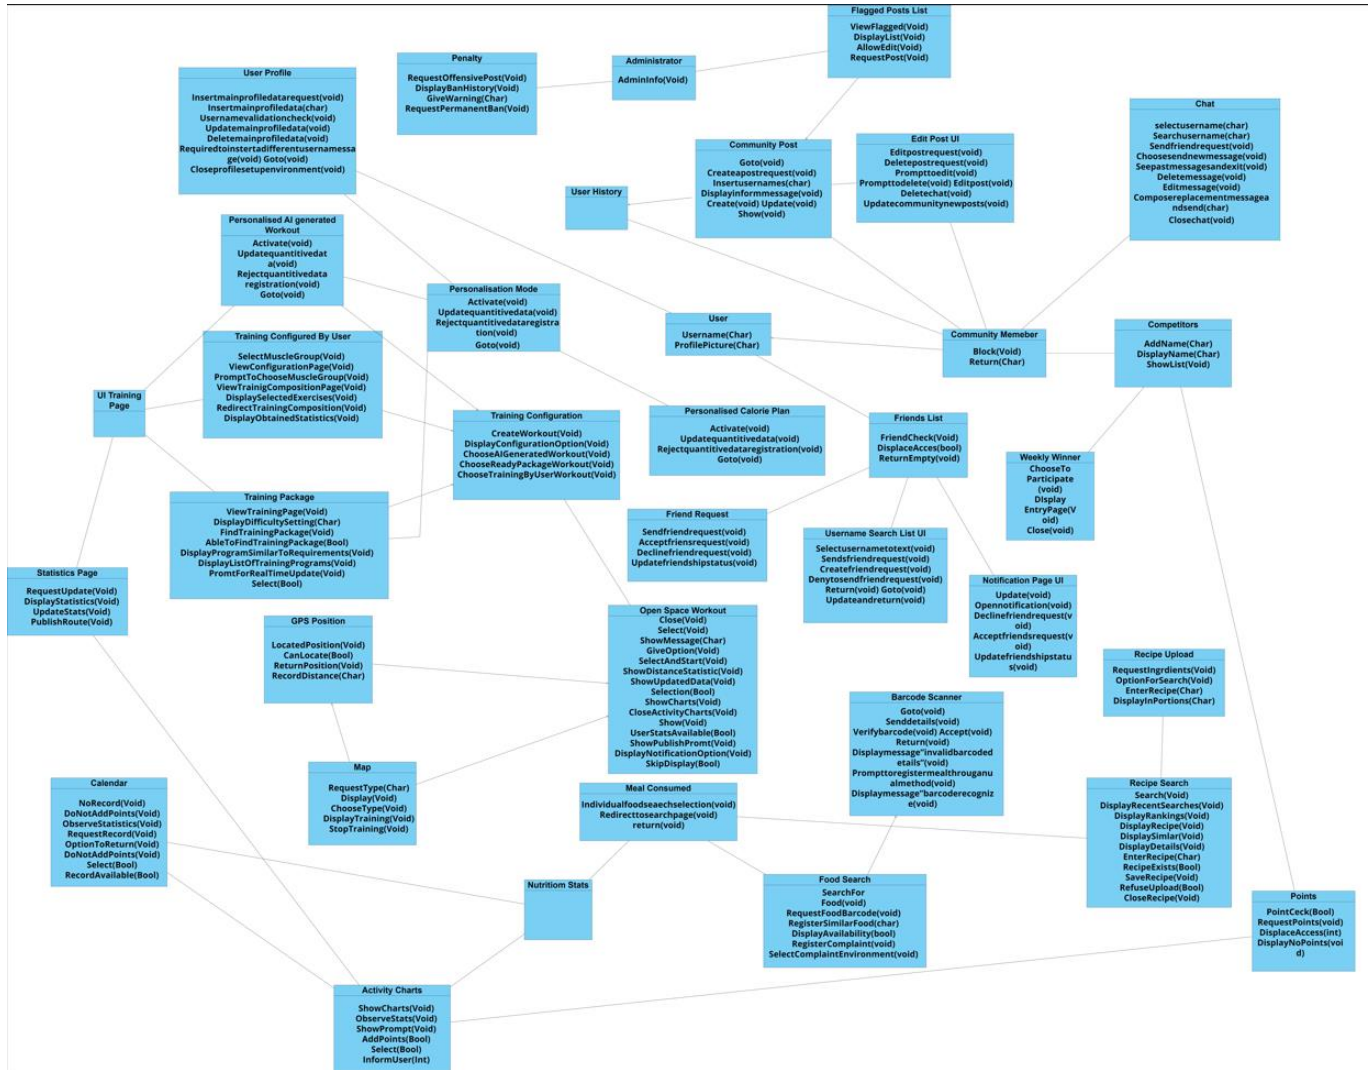 Flagged Posts List
ViewFlagged(Void)
DisplayList(Void)
AllowEdit(Void)
RequestPost(Void)
Penalty
RequestOffensivePost(Void)
DisplayBanHistory(Void)
GiveWarning(Char)
RequestPermanentBan(Void)
Administrator
AdminInfo(Void)
User Profile
Insertmainprofiledatarequest(void)
Insertmainprofiledata(char)
Usernamevalidationcheck(void)
Updatemainprofiledata(void)
Deletemainprofiledata(void)
Requiredtoinstertadifferentusernamessa
ge(void) Goto(void)
Closeprofilesetupenvironment(void)
Chat
selectusername(char)
Searchusername(char)
Sendfriendrequest(void)
Choosesendnewmessage(void)
Seepastmessagesandexit(void)
Deletemessage(void)
Editmessage(void)
Composereplacementmessagea
ndsend(char)
Closechat(void)
Community Post
Goto(void)
Createapostrequest(void)
Insertusernames(char)
Displayinformmessage(void)
Create(void) Update(void)
Show(void)
Edit Post UI
Editpostrequest(void)
Deletepostrequest(void)
Prompttoedit(void)
Prompttodelete(void) Editpost(void)
Deletechat(void)
Updatecommunitynewposts(void)
User History
Personalised AI generated
Workout
Activate(void)
Updatequantitivedat
a(void)
Rejectquantitivedata
registration(void)
Goto(void)
Personalisation Mode
Activate(void)
Updatequantitivedata(void)
Rejectquantitivedataregistra
tion(void)
Goto(void)
User
Username(Char)
ProfilePicture(Char)
Community Memeber
Block(Void)
Return(Char)
Competitors
AddName(Char)
DisplayName(Char)
ShowList(Void)
Training Configured By User
SelectMuscleGroup(Void)
ViewConfigurationPage(Void)
PromptToChooseMuscleGroup(Void)
ViewTrainigCompositionPage(Void)
DisplaySelectedExercises(Void)
RedirectTrainingComposition(Void)
DisplayObtainedStatistics(Void)
UI Training
Page
Training Configuration
CreateWorkout(Void)
DisplayConfigurationOption(Void)
ChooseAIGeneratedWorkout(Void)
ChooseReadyPackageWorkout(Void)
ChooseTrainingByUserWorkout(Void)
Personalised Calorie Plan
Activate(void)
Updatequantitivedata(void)
Rejectquantitivedataregistration(void)
Goto(void)
Friends List
FriendCheck(Void)
DisplaceAcces(bool)
ReturnEmpty(void)
Weekly Winner
ChooseTo
Participate
(void)
Display
EntryPage(V
oid)
Close(void)
Training Package
ViewTrainingPage(Void)
DisplayDifficultySetting(Char)
FindTrainingPackage(Void)
AbleToFindTrainingPackage(Bool)
DisplayProgramSimilarToRequirements(Void)
DisplayListOfTrainingPrograms(Void)
PromtForRealTimeUpdate(Void)
Select(Bool)
Friend Request
Sendfriendrequest(void)
Acceptfriensrequest(void)
Declinefriendrequest(void)
Updatefriendshipstatus(void)
Username Search List UI
Selectusernametotext(void)
Sendsfriendrequest(void)
Createfriendrequest(void)
Denytosendfriendrequest(void)
Return(void) Goto(void)
Updateandreturn(void)
Notification Page UI
Update(void)
Opennotification(void)
Declinefriendrequest(v
oid)
Acceptfriendsrequest(v
oid)
Updatefriendshipstatu
s(void)
Statistics Page
RequestUpdate(Void)
DisplayStatistics(Void)
UpdateStats(Void)
PublishRoute(Void)
GPS Position
LocatedPosition(Void)
CanLocate(Bool)
ReturnPosition(Void)
RecordDistance(Char)
Open Space Workout
Close(Void)
Select(Void)
ShowMessage(Char)
GiveOption(Void)
SelectAndStart(Void)
ShowDistanceStatistic(Void)
ShowUpdatedData(Void)
Selection(Bool)
ShowCharts(Void)
CloseActivityCharts(Void)
Show(Void)
UserStatsAvailable(Bool)
ShowPublishPromt(Void)
DisplayNotificationOption(Void)
SkipDisplay(Bool)
Recipe Upload
RequestIngrdients(Void)
OptionForSearch(Void)
EnterRecipe(Char)
DisplayInPortions(Char)
Barcode Scanner
Goto(void)
Senddetails(void)
Verifybarcode(void) Accept(void)
Return(void)
Displaymessage"invalidbarcoded
etails"(void)
Prompttoregistermealthrouganu
almethod(void)
Displaymessage"barcoderecogniz
e(void)
Map
RequestType(Char)
Display(Void)
ChooseType(Void)
DisplayTraining(Void)
StopTraining(Void)
Calendar
NoRecord(Void)
DoNotAddPoints(Void)
ObserveStatistics(Void)
RequestRecord(Void)
OptionToReturn(Void)
DoNotAddPoints(Void)
Select(Bool)
RecordAvailable(Bool)
Meal Consumed
Individualfoodseaechselection(void)
Redirecttosearchpage(void)
return(void)
Recipe Search
Search(Void)
DisplayRecentSearches(Void)
DisplayRankings(Void)
DisplayRecipe(Void)
DisplaySimlar(Void)
DisplayDetails(Void)
EnterRecipe(Char)
RecipeExists(Bool)
SaveRecipe(Void)
RefuseUpload(Bool)
CloseRecipe(Void)
Nutritiom Stats
Food Search
SearchFor
Food(void)
RequestFoodBarcode(void)
RegisterSimilarFood(char)
DisplayAvailability(bool)
RegisterComplaint(void)
SelectComplaintEnvironment(void)
Points
PointCeck(Bool)
RequestPoints(void)
DisplaceAccess(int)
DisplayNoPoints(voi
d)
Activity Charts
ShowCharts(Void)
ObserveStats(Void)
ShowPrompt(Void)
AddPoints(Bool)
Select(Bool)
InformUser(Int)